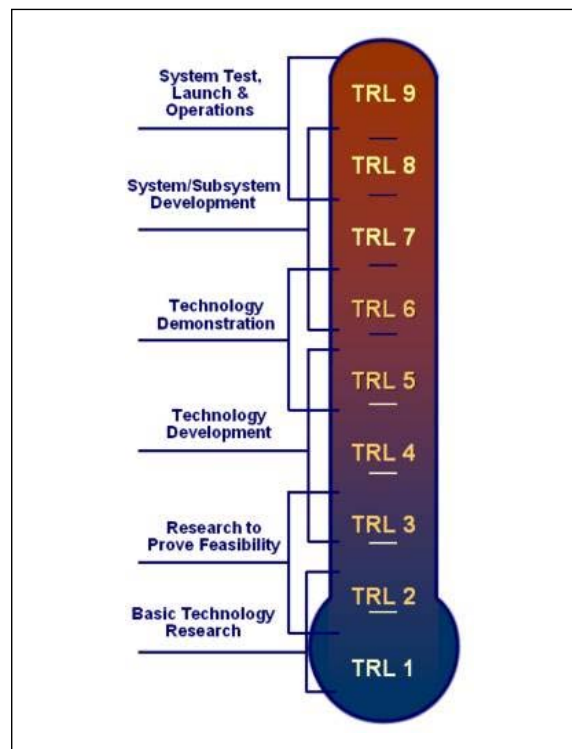 System Test,
Launch &
Operations
System/Subsystem
Development
Technology
Demonstration
Technology
Development
Research to
Prove Feasibility
Basic Technology
Research
TRL 9
TRL 8
TRL 7
TRL 6
TRL 5
TRL 4
TRL 3
TRL 2
TRL 1